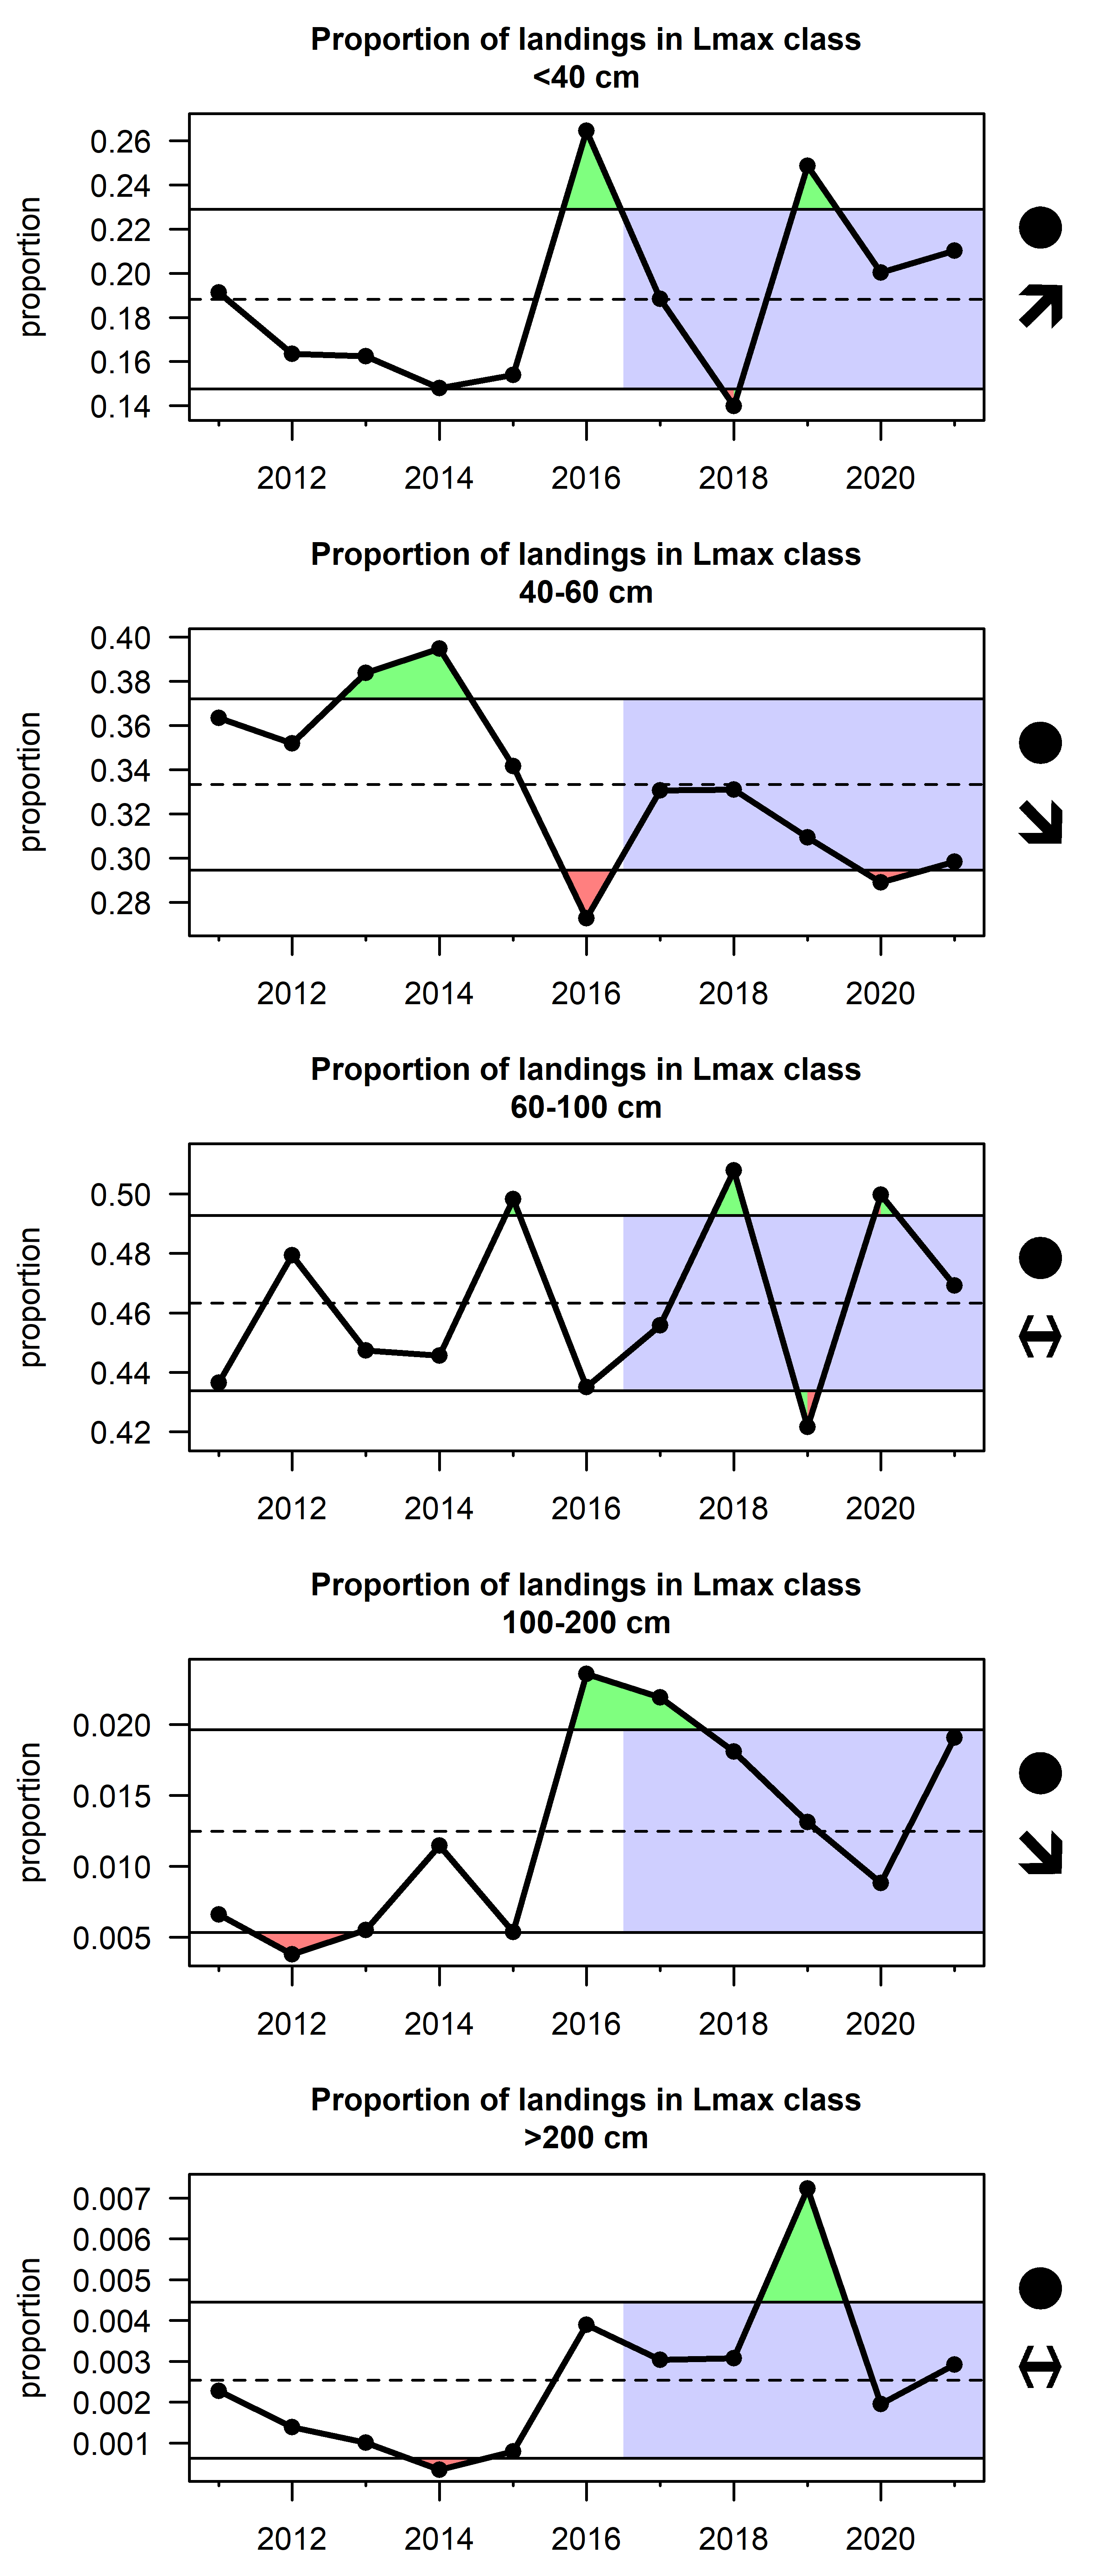 Proportion of landings in Lmax class
<40 cm
0.26
0.24
0.22
0.20
0.18
0.16
0.14
proportion
2012 2014 2016 2018 2020
Proportion of landings in Lmax class
40-60 cm
0.40
0.38
0.36
0.34
0.32
0.30
0.28
proportion
2012 2014 2016 2018 2020
Proportion of landings in Lmax class
60-100 cm
0.50
0.48
0.46
0.44
0.42
proportion
2012 2014 2016 2018 2020
Proportion of landings in Lmax class
100-200 cm
0.020
0.015
0.010
0.005
proportion
2012 2014 2016 2018 2020
Proportion of landings in Lmax class
>200 cm
0.007
0.006
0.005
0.004
0.003
0.002
0.001
proportion
2012 2014 2016 2018 2020